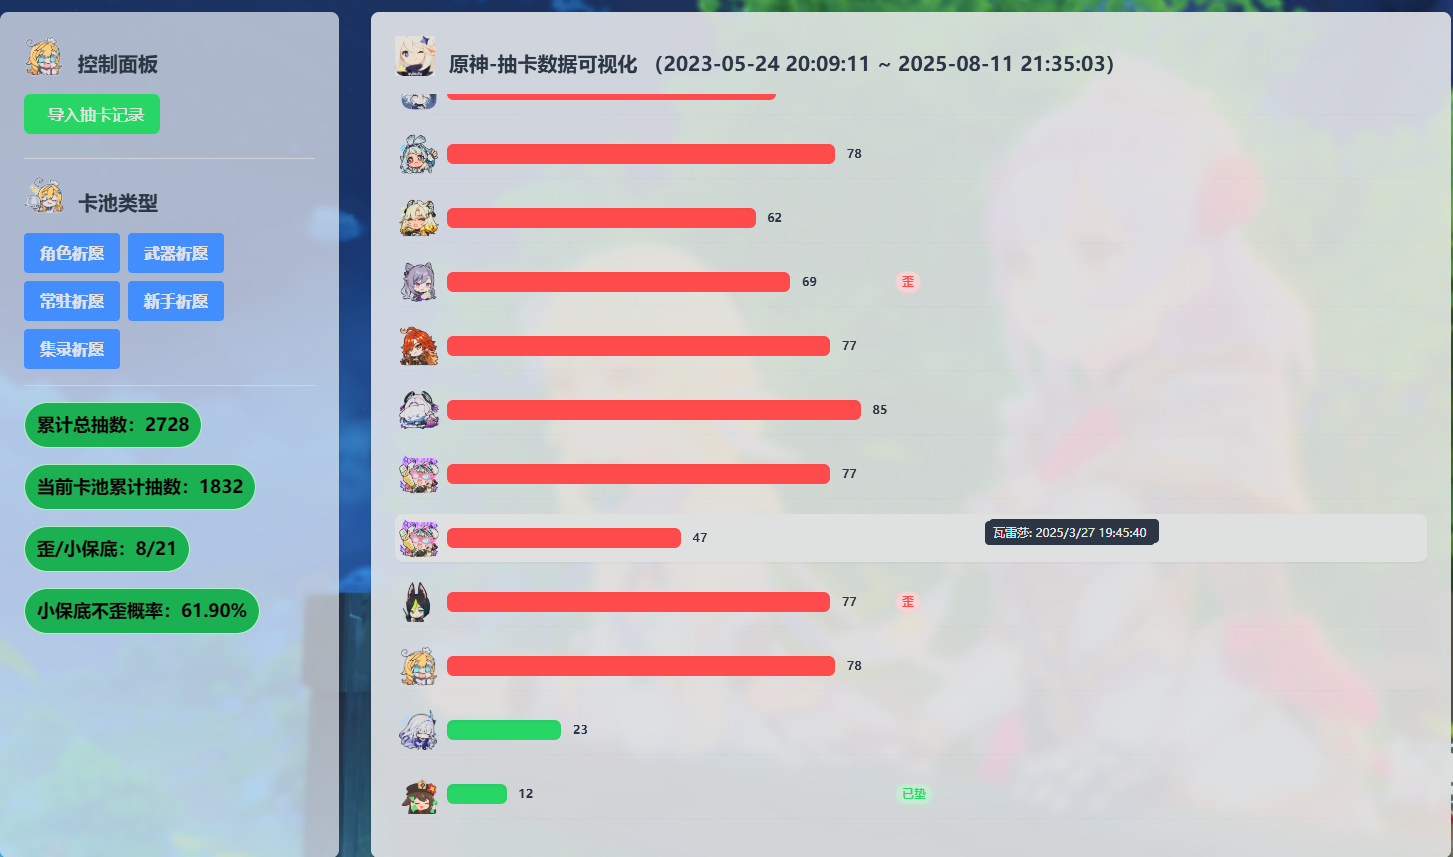 控制面板
导入抽卡记录
卡池类型
角色祈愿 武器祈愿
常驻祈愿 新手祈愿
集录祈愿
累计总抽数：2728
当前卡池累计抽数：1832
歪/小保底：8/21
小保底不歪概率：61.90%
原神-抽卡数据可视化 （2023-05-24 20:09:11 ~ 2025-08-11 21:35:03）
78
62
69 歪
77
85
77
47 瓦雷莎: 2025/3/27 19:45:40
77 歪
78
23
12 已垫